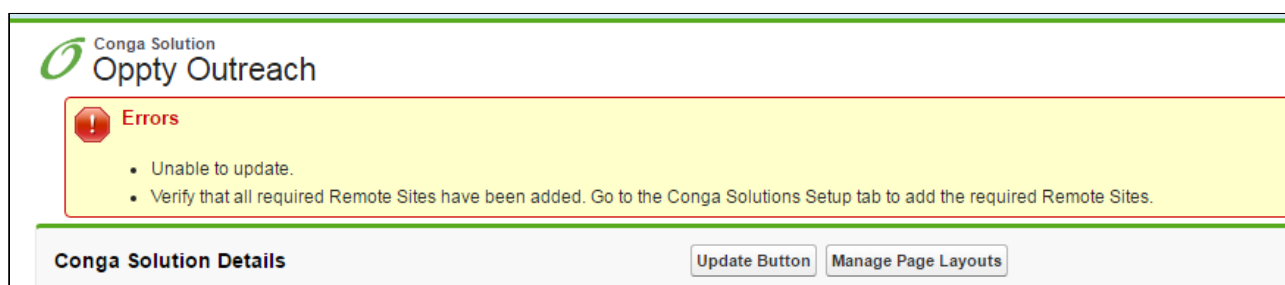 Conga Solution
Oppty Outreach
Errors
Unable to update.
Verify that all required Remote Sites have been added. Go to the Conga Solutions Setup tab to add the required Remote Sites.
Conga Solution Details
Update Button
Manage Page Layouts